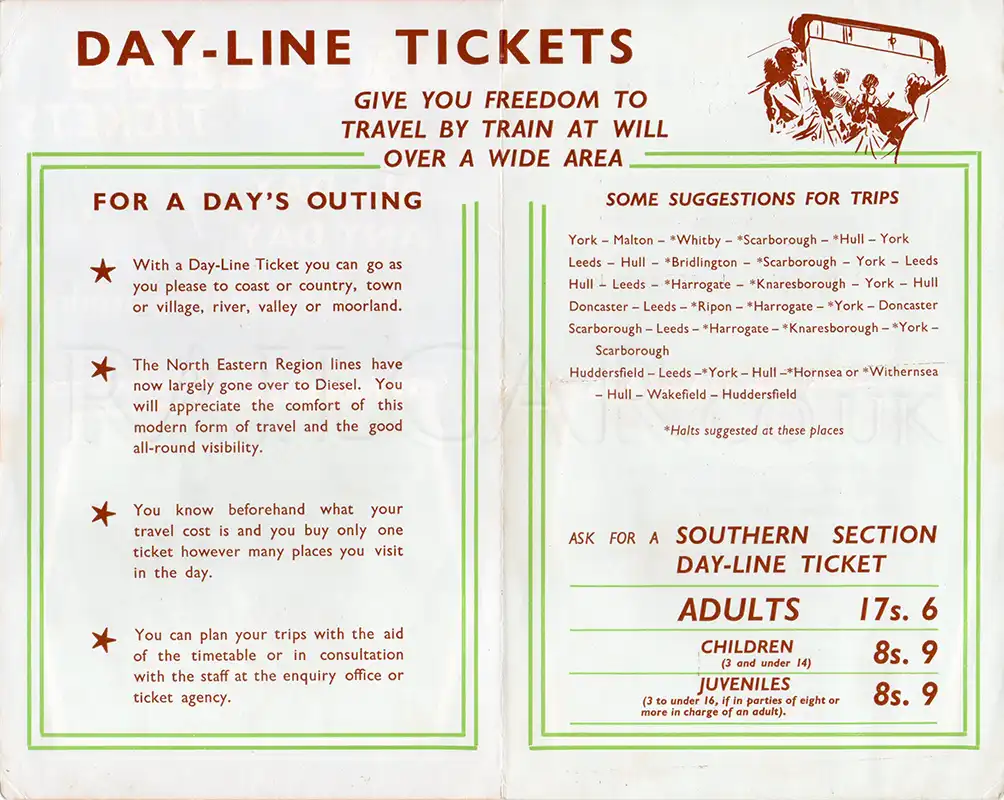 DAY-LINE TICKETS
GIVE YOU FREEDOM TO
TRAVEL BY TRAIN AT WILL
OVER A WIDE AREA
FOR A DAY'S OUTING
With a Day-Line Ticket you can go as
you please to coast or country, town
or village, river, valley or moorland.
The North Eastern Region lines have
now largely gone over to Diesel. You
will appreciate the comfort of this
modern form of travel and the good
all-round visibility.
You know beforehand what your
travel cost is and you buy only one
ticket however many places you visit
in the day.
You can plan your trips with the aid
of the timetable or in consultation
with the staff at the enquiry office or
ticket agency.
SOME SUGGESTIONS FOR TRIPS
York – Malton – *Whitby – *Scarborough – *Hull – York
Leeds – Hull – *Bridlington – *Scarborough – York – Leeds
Hull – Leeds – *Harrogate – *Knaresborough – York – Hull
Doncaster – Leeds – *Ripon – *Harrogate – *York – Doncaster
Scarborough – Leeds – *Harrogate – *Knaresborough – *York –
Scarborough
Huddersfield – Leeds –*York – Hull –*Hornsea or *Withernsea
– Hull – Wakefield – Huddersfield
*Halts suggested at these places
ASK FOR A SOUTHERN SECTION
DAY-LINE TICKET
ADULTS 17s. 6
CHILDREN 8s. 9
(3 and under 14)
JUVENILES 8s. 9
(3 to under 16, if in parties of eight or
more in charge of an adult).